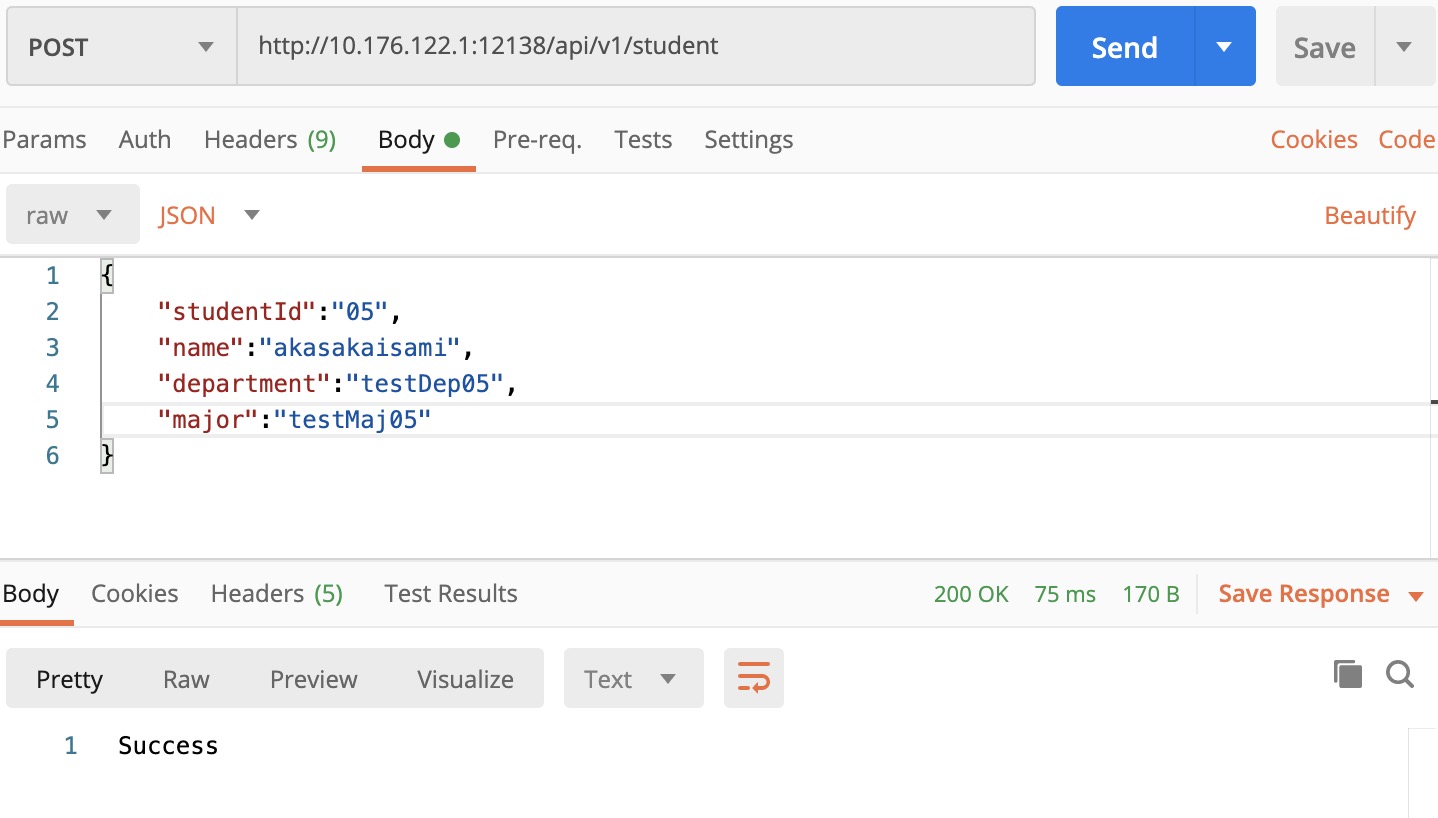 POST http://10.176.122.1:12138/api/v1/student Send Save
Params Auth Headers (9) Body Pre-req. Tests Settings Cookies Code
raw JSON Beautify
1 {
2 "studentId":"05",
3 "name":"akasakaisami",
4 "department":"testDep05",
5 "major":"testMaj05"
6 }
Body Cookies Headers (5) Test Results 200 OK 75 ms 170 B Save Response
Pretty Raw Preview Visualize Text
1 Success